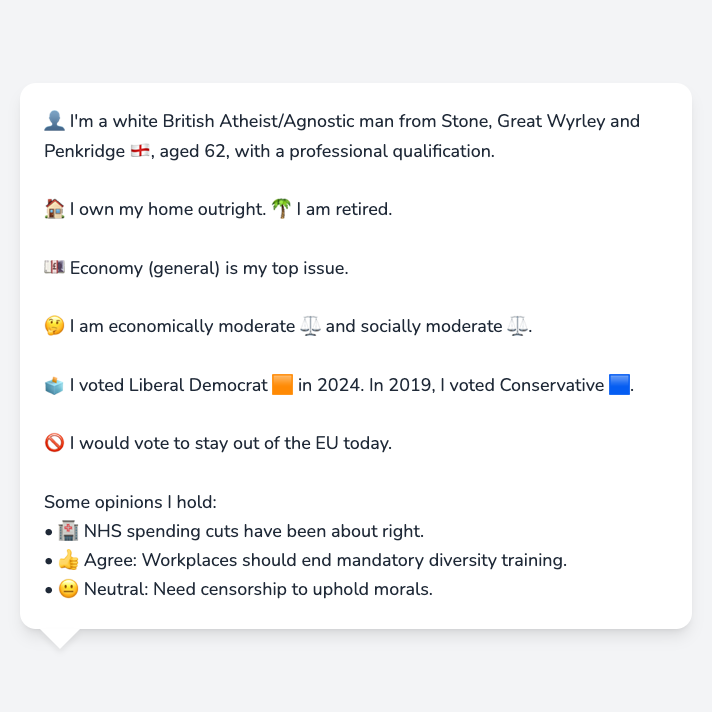 👤 I'm a white British Atheist/Agnostic man from Stone, Great Wyrley and
Penkridge 🏴󠁧󠁢󠁥󠁮󠁧󠁿, aged 62, with a professional qualification.
🏠 I own my home outright. 🌴 I am retired.
💷 Economy (general) is my top issue.
🤔 I am economically moderate ⚖️ and socially moderate ⚖️.
🗳️ I voted Liberal Democrat 🟧 in 2024. In 2019, I voted Conservative 🟦.
🚫 I would vote to stay out of the EU today.
Some opinions I hold:
• 🏥 NHS spending cuts have been about right.
• 👍 Agree: Workplaces should end mandatory diversity training.
• 😐 Neutral: Need censorship to uphold morals.